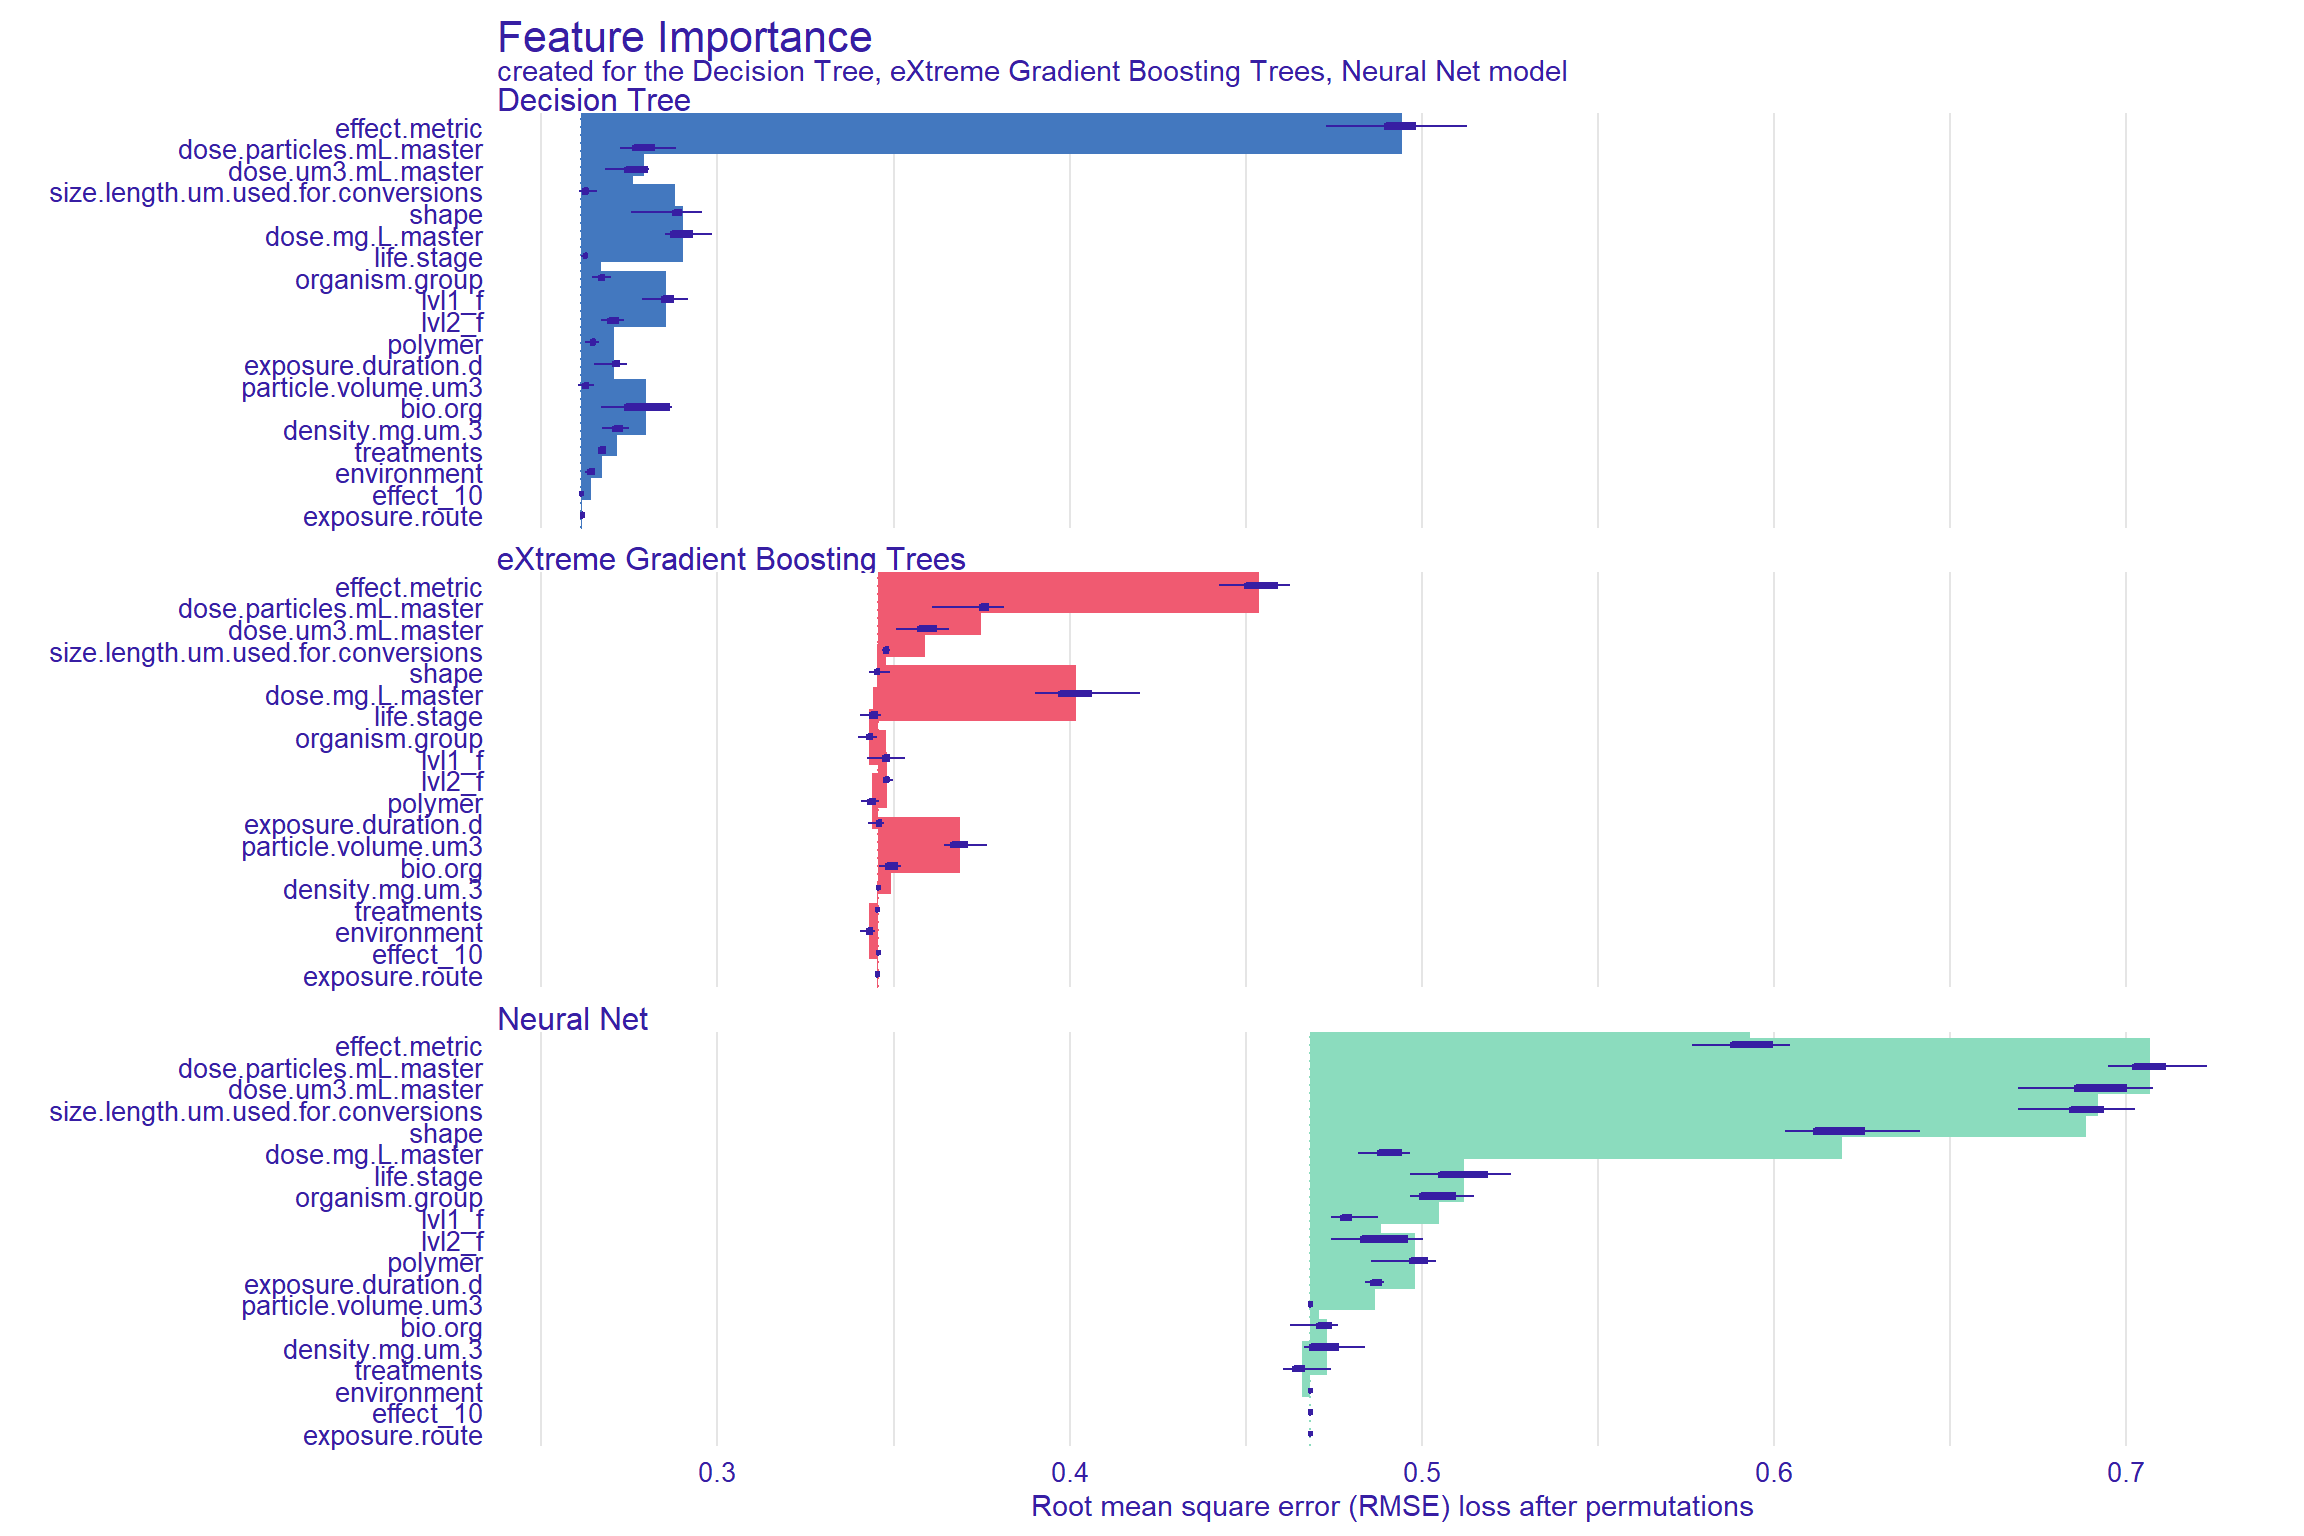 Feature Importance
created for the Decision Tree, eXtreme Gradient Boosting Trees, Neural Net model
Decision Tree
effect.metric
dose.particles.mL.master
dose.um3.mL.master
size.length.um.used.for.conversions
shape
dose.mg.L.master
life.stage
organism.group
lvl1_f
lvl2_f
polymer
exposure.duration.d
particle.volume.um3
bio.org
density.mg.um.3
treatments
environment
effect_10
exposure.route
eXtreme Gradient Boosting Trees
effect.metric
dose.particles.mL.master
dose.um3.mL.master
size.length.um.used.for.conversions
shape
dose.mg.L.master
life.stage
organism.group
lvl1_f
lvl2_f
polymer
exposure.duration.d
particle.volume.um3
bio.org
density.mg.um.3
treatments
environment
effect_10
exposure.route
Neural Net
effect.metric
dose.particles.mL.master
dose.um3.mL.master
size.length.um.used.for.conversions
shape
dose.mg.L.master
life.stage
organism.group
lvl1_f
lvl2_f
polymer
exposure.duration.d
particle.volume.um3
bio.org
density.mg.um.3
treatments
environment
effect_10
exposure.route
0.3 0.4 0.5 0.6 0.7
Root mean square error (RMSE) loss after permutations